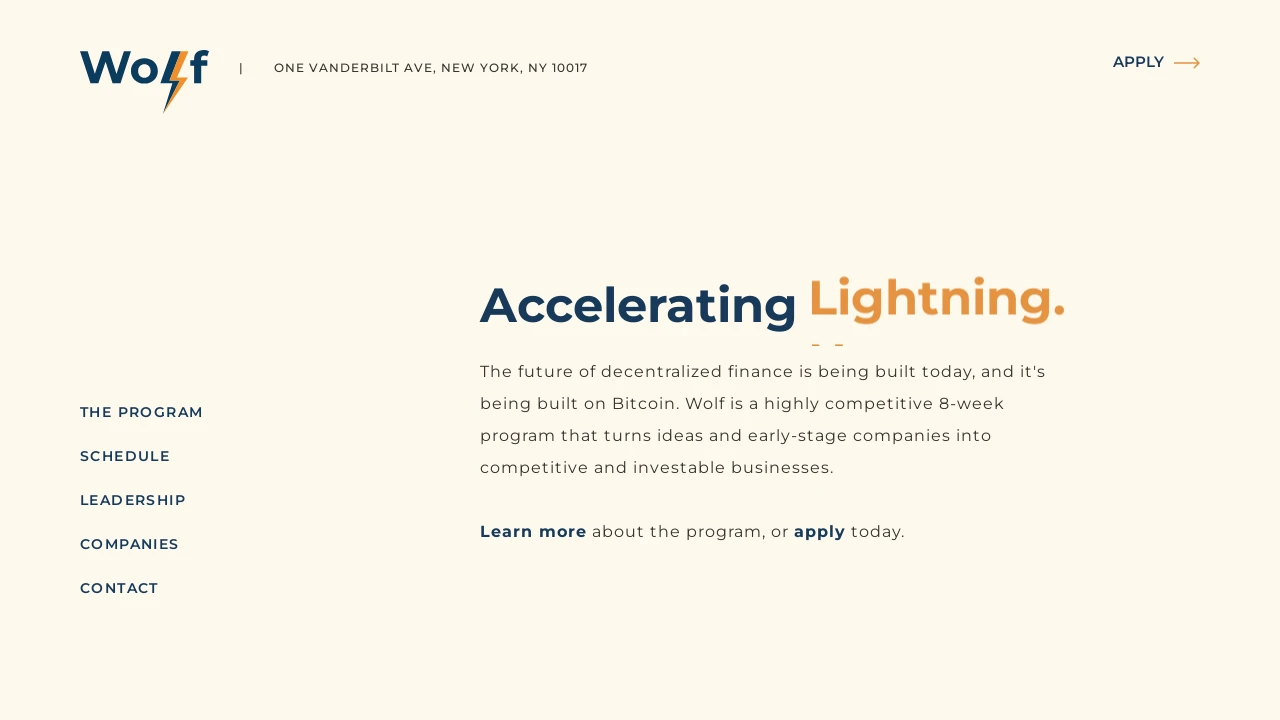 Wolf | ONE VANDERBILT AVE, NEW YORK, NY 10017
APPLY
Accelerating Lightning.
The future of decentralized finance is being built today, and it's
being built on Bitcoin. Wolf is a highly competitive 8-week
program that turns ideas and early-stage companies into
competitive and investable businesses.
Learn more about the program, or apply today.
THE PROGRAM
SCHEDULE
LEADERSHIP
COMPANIES
CONTACT